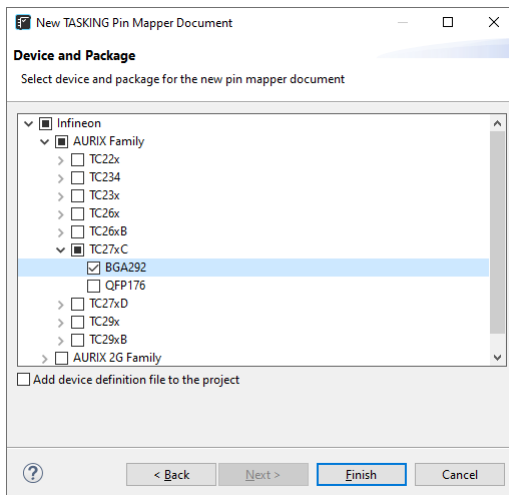 New TASKING Pin Mapper Document
Device and Package
Select device and package for the new pin mapper document
Infineon
AURIX Family
TC22x
TC234
TC23x
TC26x
TC26xB
TC27xC
BGA292
QFP176
TC27xD
TC29x
TC29xB
AURIX 2G Family
Add device definition file to the project
? < Back Next > Finish Cancel